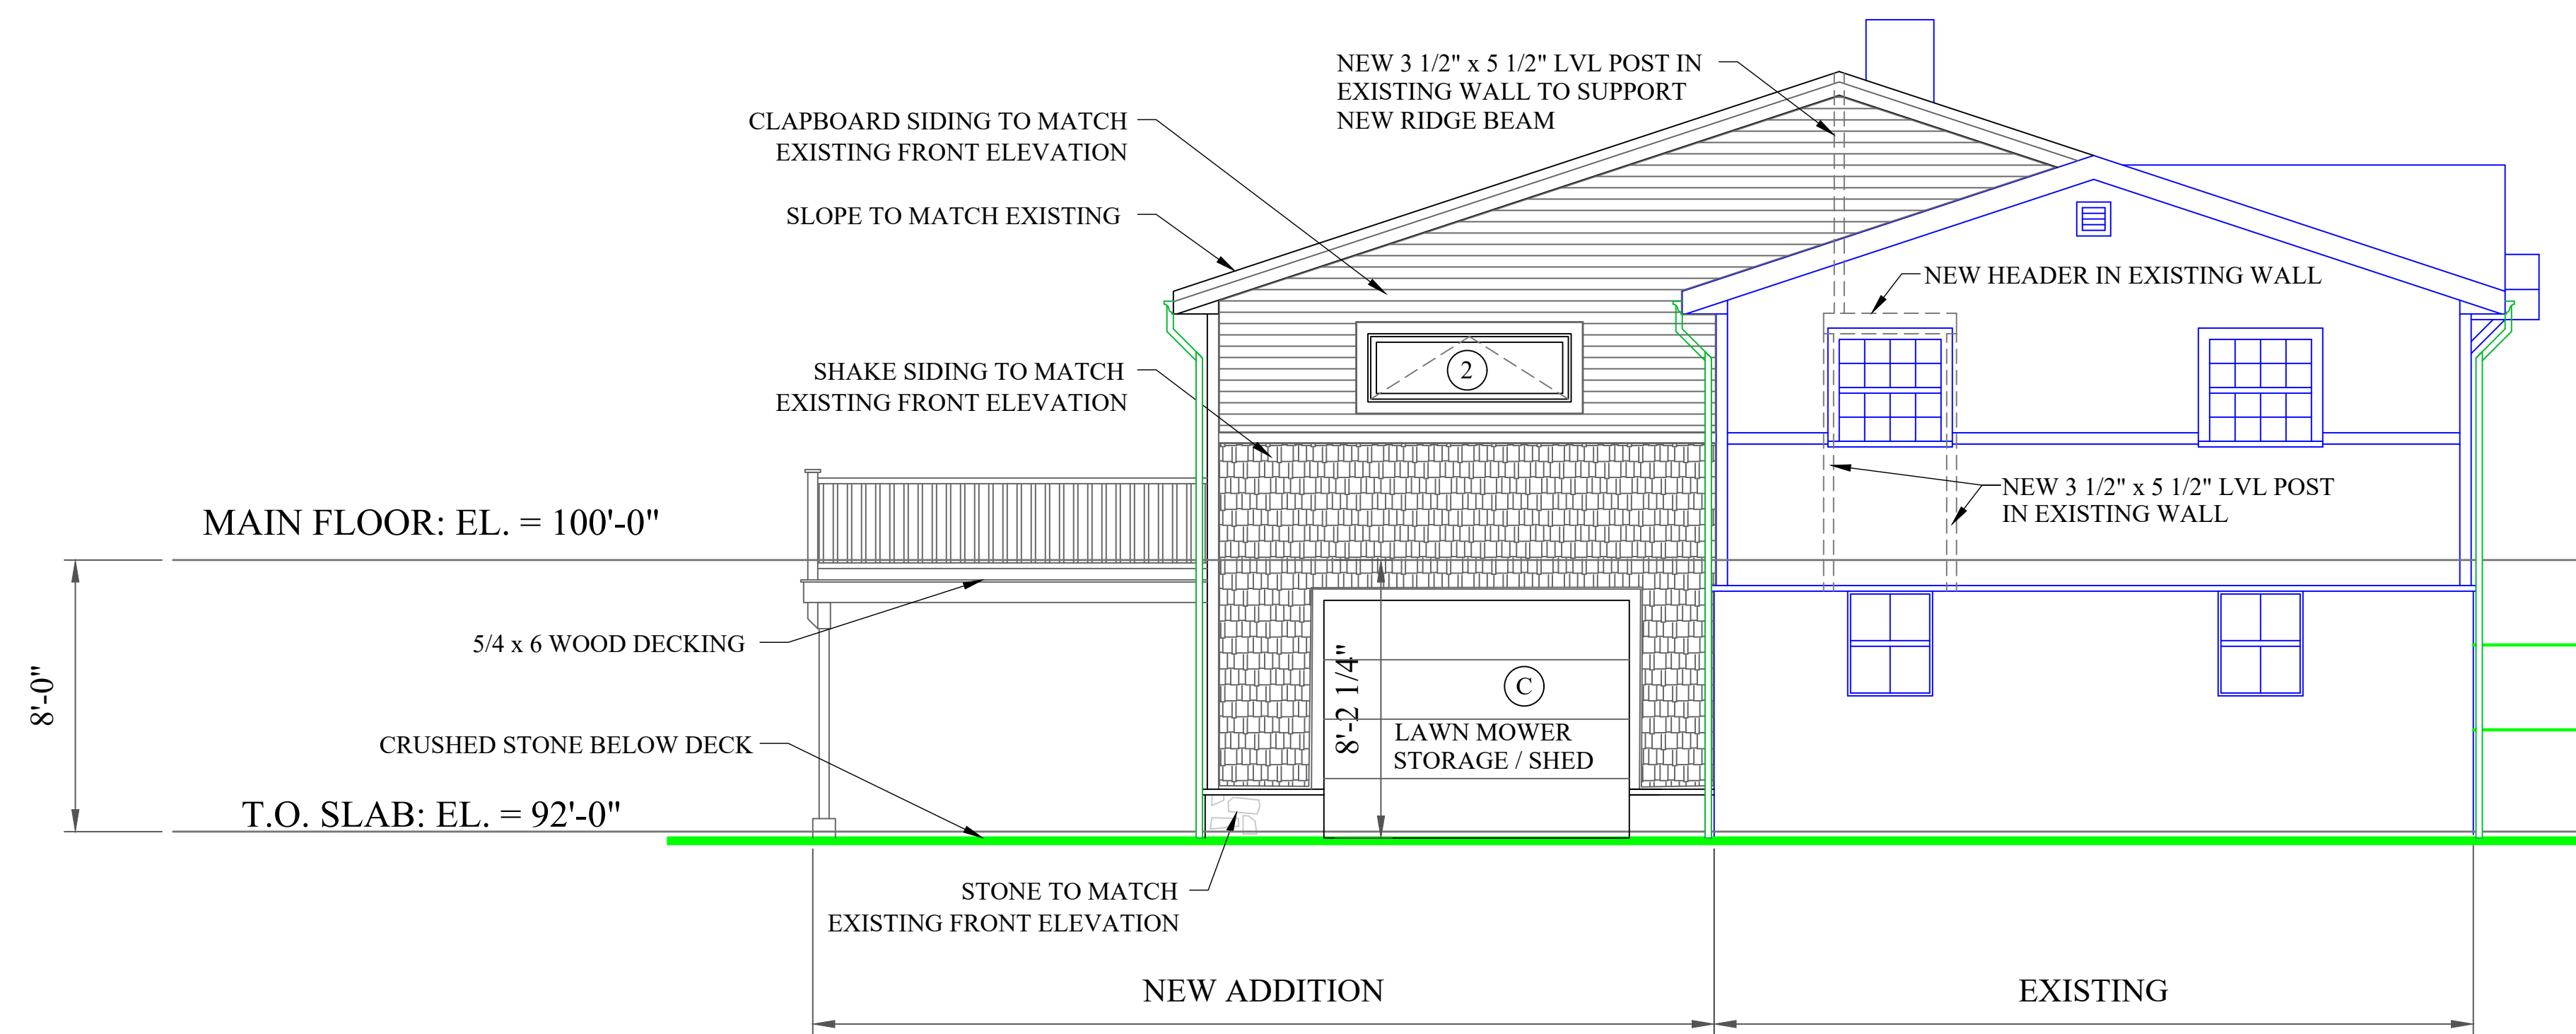 NEW 3 1/2" x 5 1/2" LVL POST IN
EXISTING WALL TO SUPPORT
NEW RIDGE BEAM
CLAPBOARD SIDING TO MATCH
EXISTING FRONT ELEVATION
SLOPE TO MATCH EXISTING
NEW HEADER IN EXISTING WALL
SHAKE SIDING TO MATCH
EXISTING FRONT ELEVATION
2
NEW 3 1/2" x 5 1/2" LVL POST
IN EXISTING WALL
MAIN FLOOR: EL. = 100'-0"
5/4 x 6 WOOD DECKING
8'-0"
8'-2 1/4"
C
LAWN MOWER
STORAGE / SHED
CRUSHED STONE BELOW DECK
T.O. SLAB: EL. = 92'-0"
STONE TO MATCH
EXISTING FRONT ELEVATION
NEW ADDITION
EXISTING